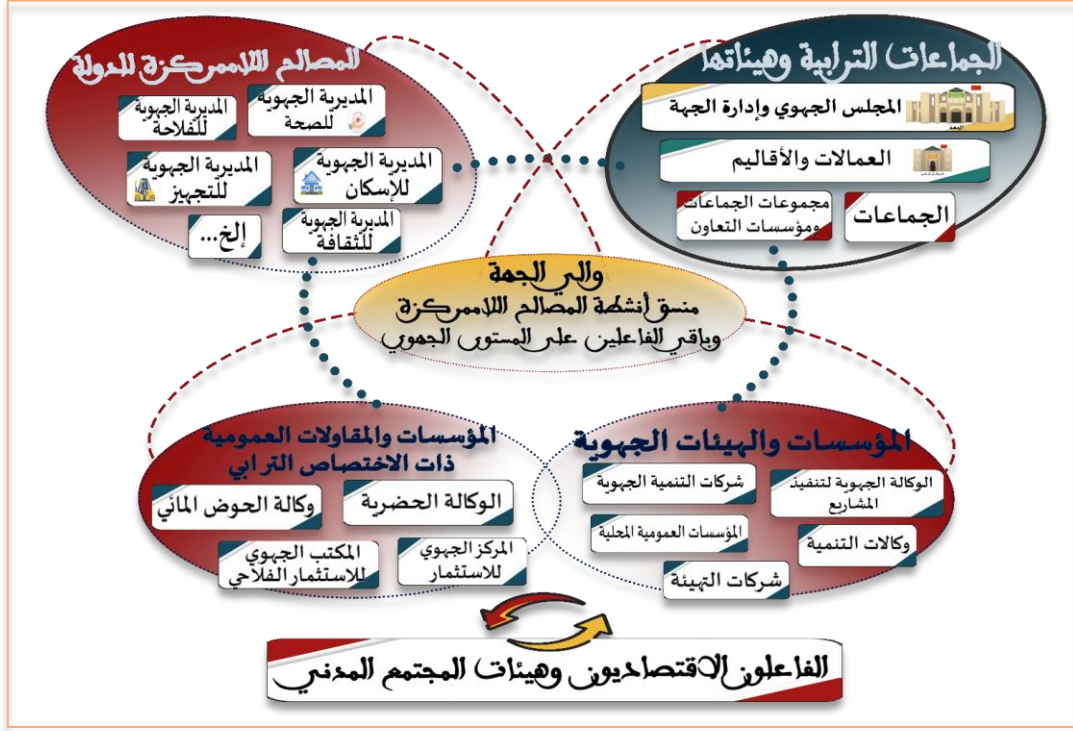 الجماعات الترابية وهيئاتها
المجلس الجهوي وإدارة الجهة
العمالات والأقاليم
الجماعات
مجموعات الجماعات
ومؤسسات التعاون
المصالح اللاممركزة للدولة
المديرية الجهوية
للصحة
المديرية الجهوية
للفلاحة
المديرية الجهوية
للإسكان
المديرية الجهوية
للتجهيز
المديرية الجهوية
للثقافة
إلخ...
والي الجهة
منسق أنشطة المصالح اللاممركزة
وباقي الفاعلين على المستوى الجهوي
المؤسسات والهيئات الجهوية
الوكالة الجهوية لتنفيذ
المشاريع
شركات التنمية الجهوية
وكالات التنمية
المؤسسات العمومية المحلية
شركات التهيئة
المؤسسات والمقاولات العمومية
ذات الاختصاص الترابي
الوكالة الحضرية
وكالة الحوض المائي
المركز الجهوي
للاستثمار
المكتب الجهوي
للاستثمار الفلاحي
الفاعلون الاقتصاديون وهيئات المجتمع المدني